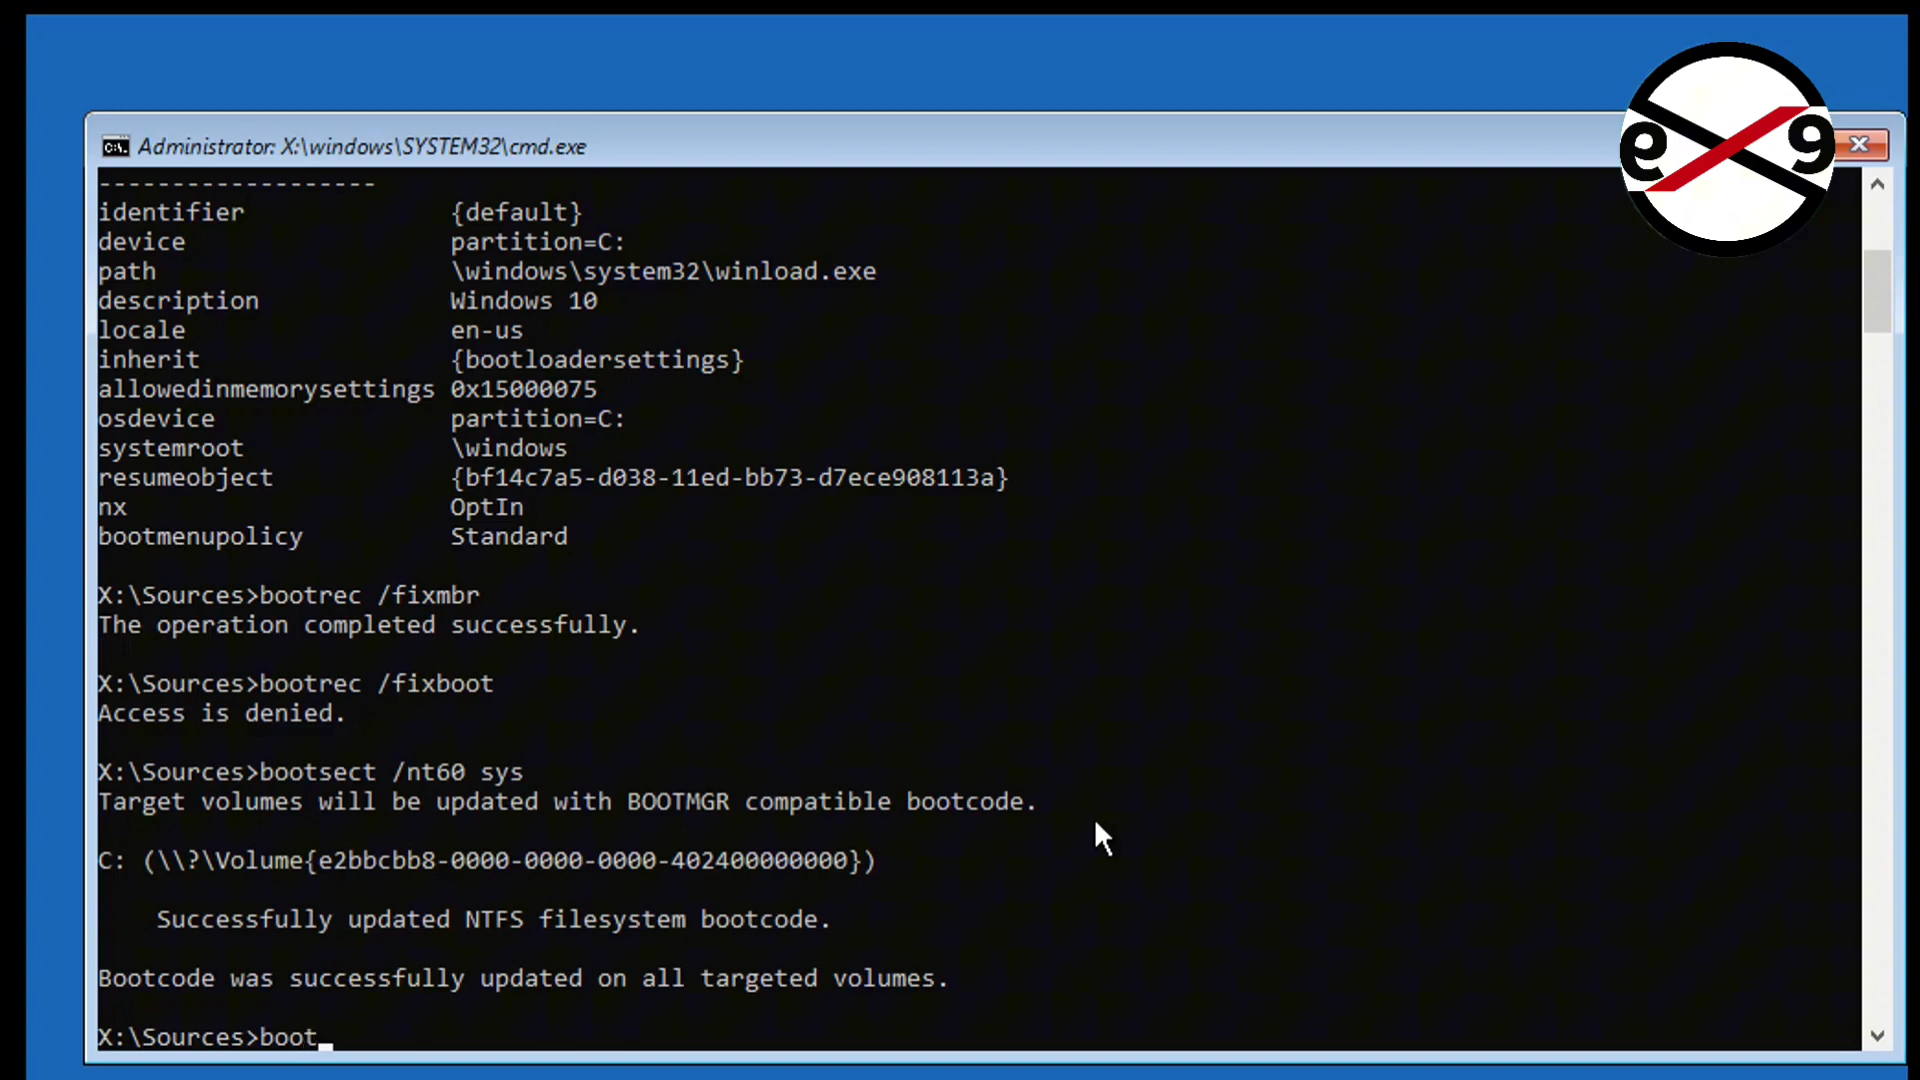 e9
Administrator: X:\windows\SYSTEM32\cmd.exe
-------------------
identifier {default}
device partition=C:
path \windows\system32\winload.exe
description Windows 10
locale en-us
inherit {bootloadersettings}
allowedinmemorysettings 0x15000075
osdevice partition=C:
systemroot \windows
resumeobject {bf14c7a5-d038-11ed-bb73-d7ece908113a}
nx OptIn
bootmenupolicy Standard
X:\Sources>bootrec /fixmbr
The operation completed successfully.
X:\Sources>bootrec /fixboot
Access is denied.
X:\Sources>bootsect /nt60 sys
Target volumes will be updated with BOOTMGR compatible bootcode.
C: (\\?\Volume{e2bbcbb8-0000-0000-0000-402400000000})
Successfully updated NTFS filesystem bootcode.
Bootcode was successfully updated on all targeted volumes.
X:\Sources>boot_